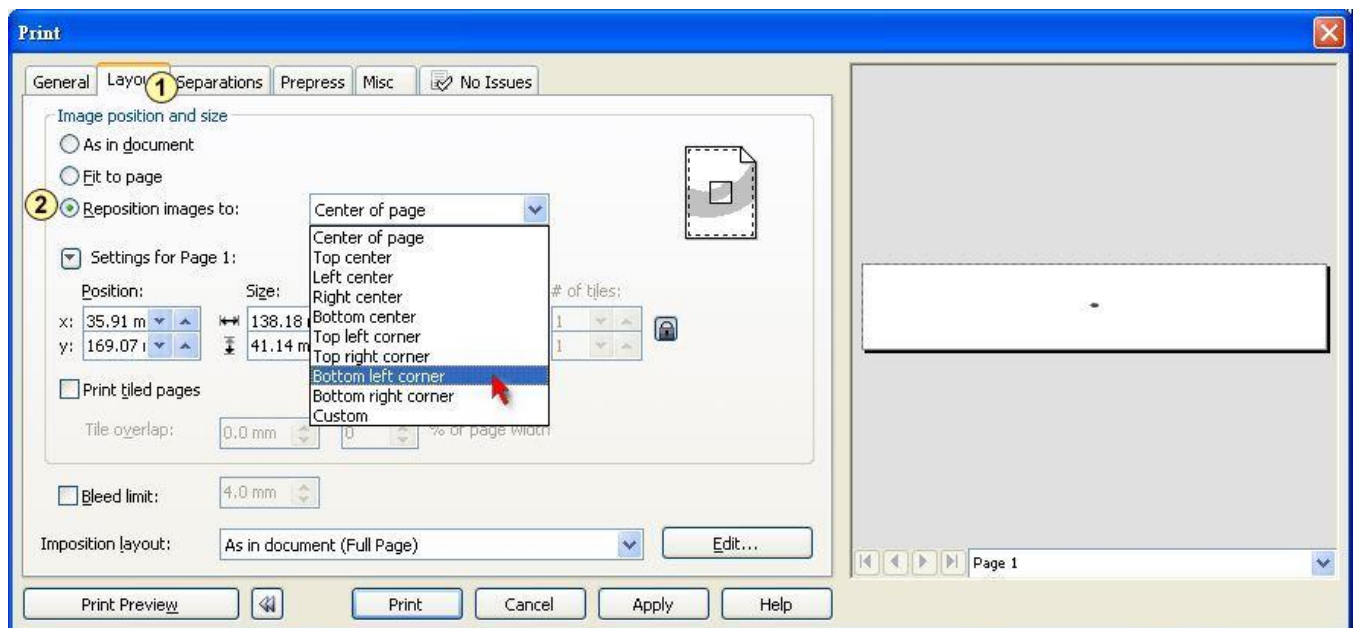 Print
General Layou 1 Separations Prepress Misc No Issues
Image position and size
As in document
Fit to page
2 Reposition images to: Center of page
Center of page
Top center
Left center
Right center
Bottom center
Top left corner
Top right corner
Bottom left corner
Bottom right corner
Custom
Settings for Page 1:
Position: Size: # of tiles:
x: 35.91 m 138.18 1
y: 169.07 41.14 m 1
Print tiled pages
Tile overlap: 0.0 mm 0 % of page width
Bleed limit: 4.0 mm
Imposition layout: As in document (Full Page) Edit...
Page 1
Print Preview Print Cancel Apply Help